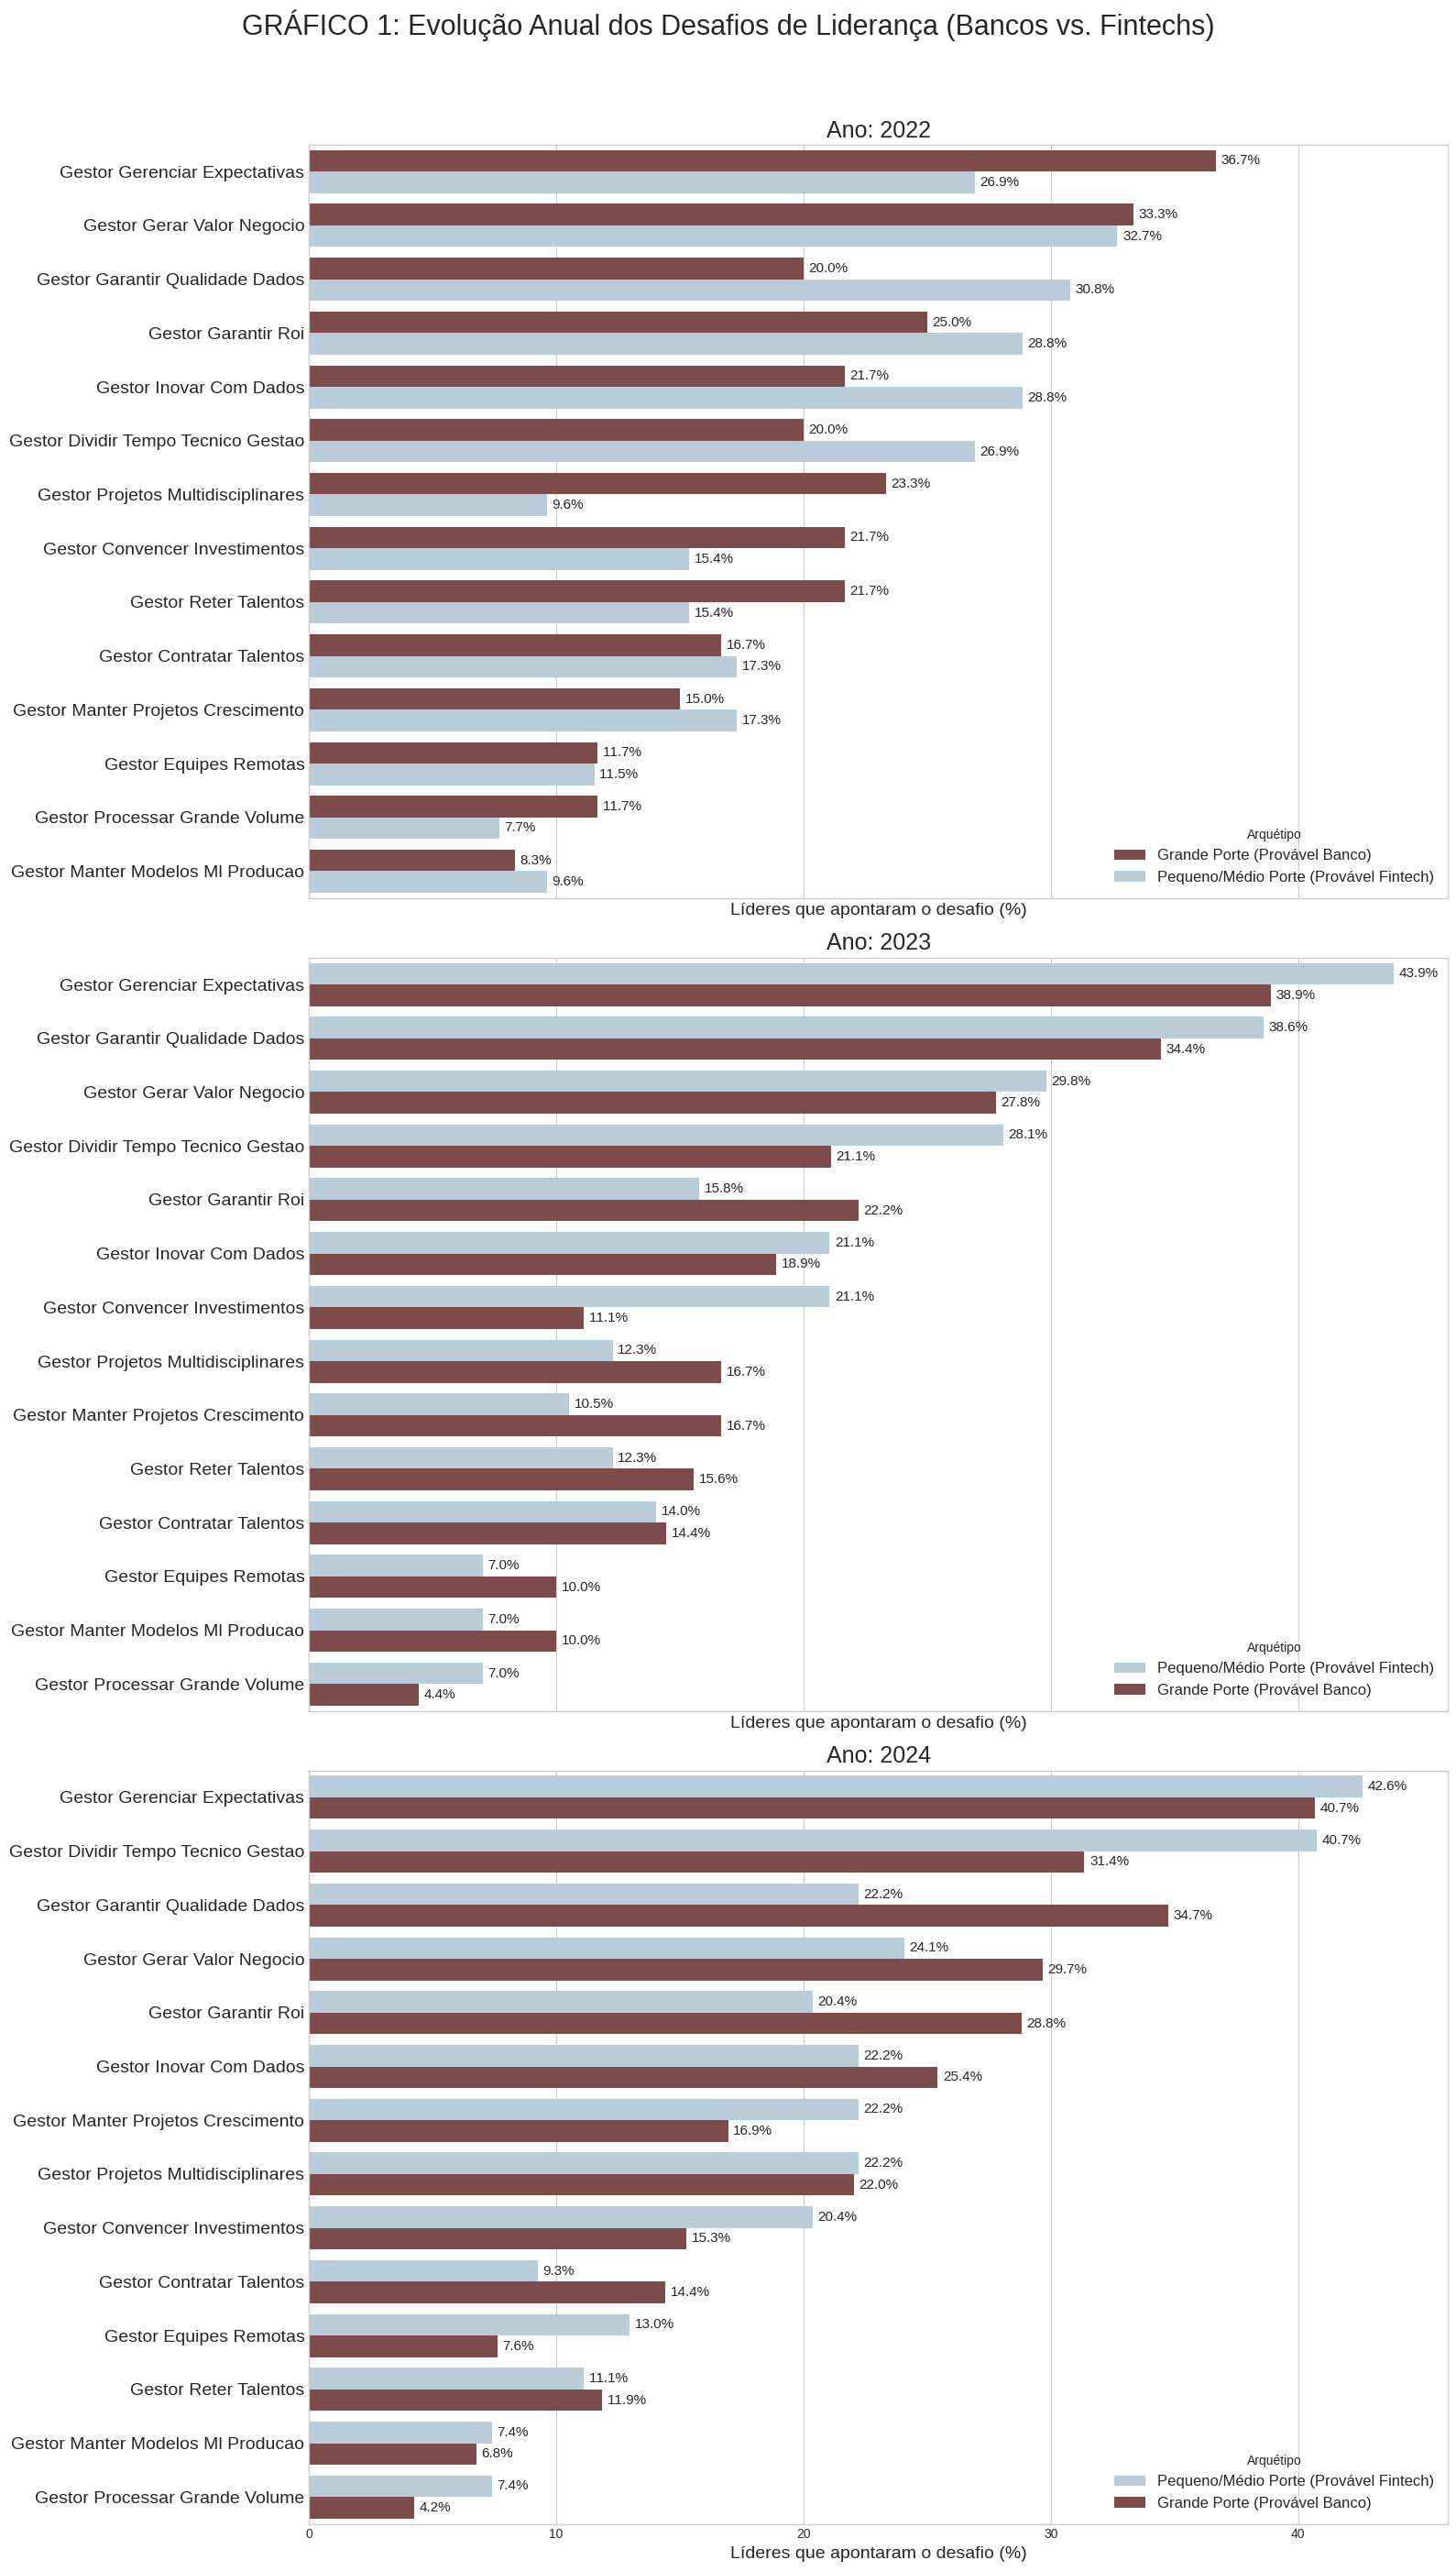 GRÁFICO 1: Evolução Anual dos Desafios de Liderança (Bancos vs. Fintechs)
Ano: 2022
Gestor Gerenciar Expectativas
36.7%
26.9%
Gestor Gerar Valor Negocio
33.3%
32.7%
Gestor Garantir Qualidade Dados
20.0%
30.8%
Gestor Garantir Roi
25.0%
28.8%
Gestor Inovar Com Dados
21.7%
28.8%
Gestor Dividir Tempo Tecnico Gestao
20.0%
26.9%
Gestor Projetos Multidisciplinares
23.3%
9.6%
Gestor Convencer Investimentos
21.7%
15.4%
Gestor Reter Talentos
21.7%
15.4%
Gestor Contratar Talentos
16.7%
17.3%
Gestor Manter Projetos Crescimento
15.0%
17.3%
Gestor Equipes Remotas
11.7%
11.5%
Gestor Processar Grande Volume
11.7%
7.7%
Gestor Manter Modelos Ml Producao
8.3%
9.6%
Arquétipo
Grande Porte (Provável Banco)
Pequeno/Médio Porte (Provável Fintech)
Líderes que apontaram o desafio (%)
Ano: 2023
Gestor Gerenciar Expectativas
43.9%
38.9%
Gestor Garantir Qualidade Dados
38.6%
34.4%
Gestor Gerar Valor Negocio
29.8%
27.8%
Gestor Dividir Tempo Tecnico Gestao
28.1%
21.1%
Gestor Garantir Roi
15.8%
22.2%
Gestor Inovar Com Dados
21.1%
18.9%
Gestor Convencer Investimentos
21.1%
11.1%
Gestor Projetos Multidisciplinares
12.3%
16.7%
Gestor Manter Projetos Crescimento
10.5%
16.7%
Gestor Reter Talentos
12.3%
15.6%
Gestor Contratar Talentos
14.0%
14.4%
Gestor Equipes Remotas
7.0%
10.0%
Gestor Manter Modelos Ml Producao
7.0%
10.0%
Gestor Processar Grande Volume
7.0%
4.4%
Arquétipo
Pequeno/Médio Porte (Provável Fintech)
Grande Porte (Provável Banco)
Líderes que apontaram o desafio (%)
Ano: 2024
Gestor Gerenciar Expectativas
42.6%
40.7%
Gestor Dividir Tempo Tecnico Gestao
40.7%
31.4%
Gestor Garantir Qualidade Dados
22.2%
34.7%
Gestor Gerar Valor Negocio
24.1%
29.7%
Gestor Garantir Roi
20.4%
28.8%
Gestor Inovar Com Dados
22.2%
25.4%
Gestor Manter Projetos Crescimento
22.2%
16.9%
Gestor Projetos Multidisciplinares
22.2%
22.0%
Gestor Convencer Investimentos
20.4%
15.3%
Gestor Contratar Talentos
9.3%
14.4%
Gestor Equipes Remotas
13.0%
7.6%
Gestor Reter Talentos
11.1%
11.9%
Gestor Manter Modelos Ml Producao
7.4%
6.8%
Gestor Processar Grande Volume
7.4%
4.2%
Arquétipo
Pequeno/Médio Porte (Provável Fintech)
Grande Porte (Provável Banco)
0 10 20 30 40
Líderes que apontaram o desafio (%)